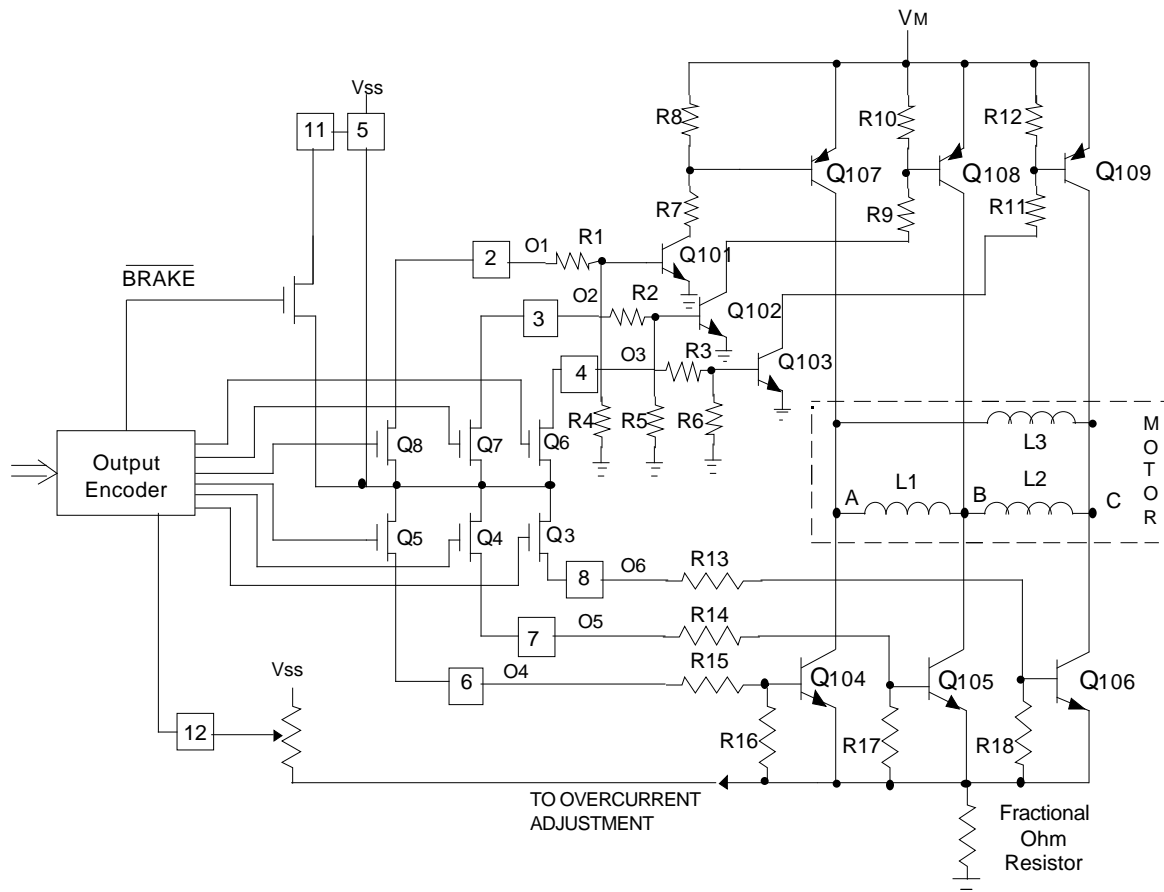 VM
Vss
11
5
R8
R10
R12
Q107
Q108
Q109
R7
R9
R11
2
O1
R1
Q101
BRAKE
3
O2
R2
Q102
4
O3
R3
Q103
R4
R5
R6
Q8
Q7
Q6
Output
Encoder
Q5
Q4
Q3
L3
A
L1
B
L2
C
MOTOR
8
O6
R13
7
O5
R14
6
O4
R15
Q104
Q105
Q106
Vss
12
R16
R17
R18
TO OVERCURRENT
ADJUSTMENT
Fractional
Ohm
Resistor